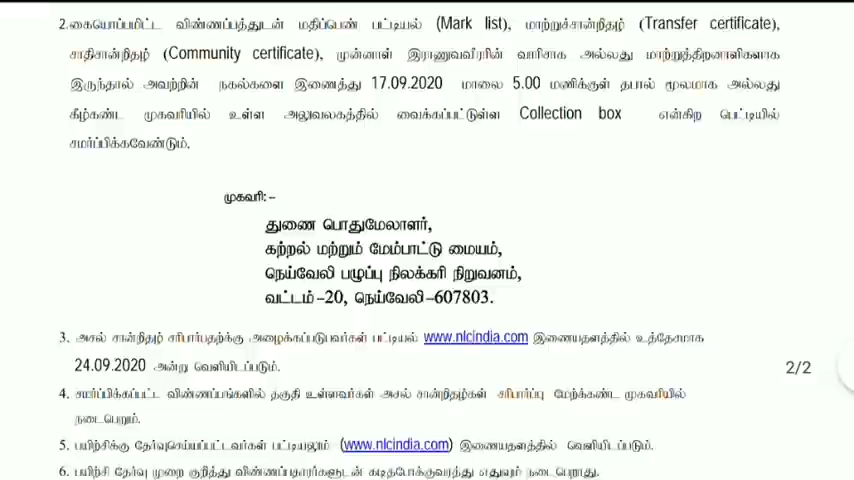 2.கையொப்பமிட்ட விண்ணப்பத்துடன் மதிப்பெண் பட்டியல் (Mark list), மாற்றுச்சான்றிதழ் (Transfer certificate),
சாதிசான்றிதழ் (Community certificate), முன்னாள் இராணுவவீரரின் வாரிசாக அல்லது மாற்றுத்திறனாளிகளாக
இருந்தால் அவற்றின் நகல்களை இணைத்து 17.09.2020 மாலை 5.00 மணிக்குள் தபால் மூலமாக அல்லது
கீழ்கண்ட முகவரியில் உள்ள அலுவலகத்தில் வைக்கப்பட்டுள்ள Collection box என்கிற பெட்டியில்
சமர்ப்பிக்கவேண்டும்.
முகவரி:–
துணை பொதுமேலாளர்,
கற்றல் மற்றும் மேம்பாட்டு மையம்,
நெய்வேலி பழுப்பு நிலக்கரி நிறுவனம்,
வட்டம்–20, நெய்வேலி–607803.
3. அசல் சான்றிதழ் சரிபார்பதற்க்கு அழைக்கப்படுபவர்கள் பட்டியல் www.nlcindia.com இணையதளத்தில் உத்தேசமாக
24.09.2020 அன்று வெளியிடப்படும்.
2/2
4. சமர்ப்பிக்கப்பட்ட விண்ணப்பங்களில் தகுதி உள்ளவர்கள் அசல் சான்றிதழ்கள் சரிபார்ப்பு மேற்க்கண்ட முகவரியில்
நடைபெறும்.
5. பயிற்சிக்கு தேர்வுசெய்யப்பட்டவர்கள் பட்டியலும் (www.nlcindia.com) இணையதளத்தில் வெளியிடப்படும்.
6. பயிற்சி தேர்வு முறை குறித்து விண்ணப்பதாரர்களுடன் கடிதபோக்குவரத்து எதுவும் நடைபெறாது.